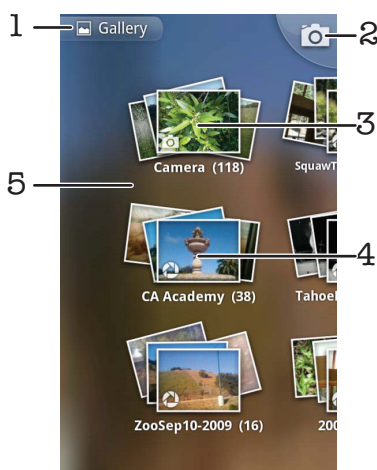 1
Gallery
2
3
Camera (118)
SquawT
5
4
CA Academy (38)
Tahoe
ZooSep10-2009 (16)
200